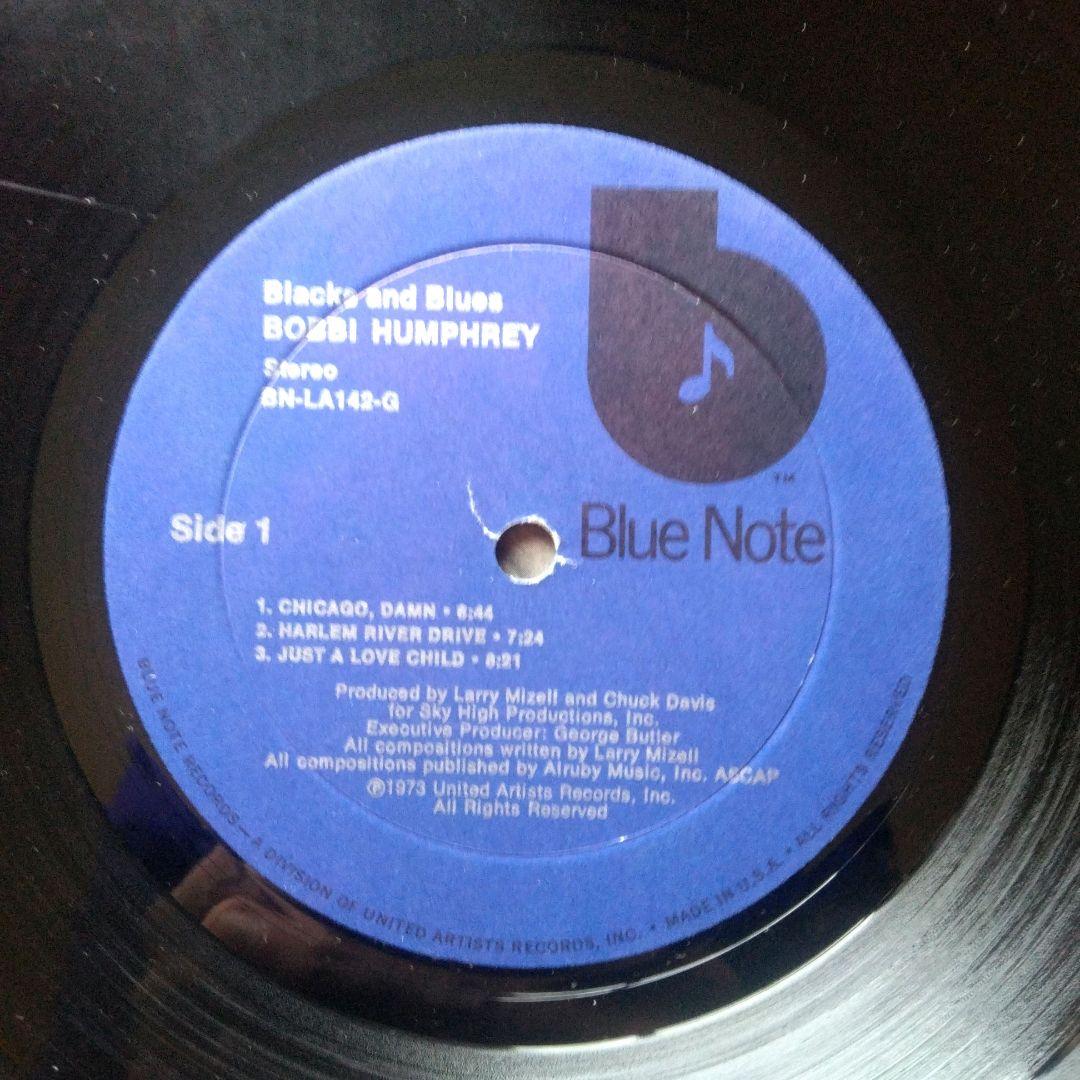 Blacks and Blues
BOBBI HUMPHREY
Stereo
BN-LA142-G
TM
Blue Note
Side 1
1. CHICAGO, DAMN • 6:44
2. HARLEM RIVER DRIVE • 7:24
3. JUST A LOVE CHILD • 8:21
Produced by Larry Mizell and Chuck Davis
for Sky High Productions, Inc.
Executive Producer: George Butler
All compositions written by Larry Mizell
All compositions published by Alruby Music, Inc. ASCAP
℗1973 United Artists Records, Inc.
All Rights Reserved
BLUE NOTE RECORDS — A DIVISION OF UNITED ARTISTS RECORDS, INC. • MADE IN U.S.A. • ALL RIGHTS RESERVED